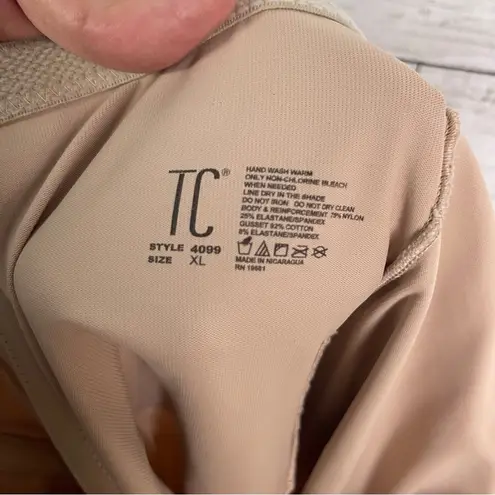 TC®
STYLE 4099
SIZE XL
HAND WASH WARM
ONLY NON-CHLORINE BLEACH
WHEN NEEDED
LINE DRY IN THE SHADE
DO NOT IRON DO NOT DRY CLEAN
BODY & REINFORCEMENT NYLON
25% ELASTANE/SPANDEX
GUSSET 92% COTTON
8% ELASTANE/SPANDEX
MADE IN NICARAGUA
RN